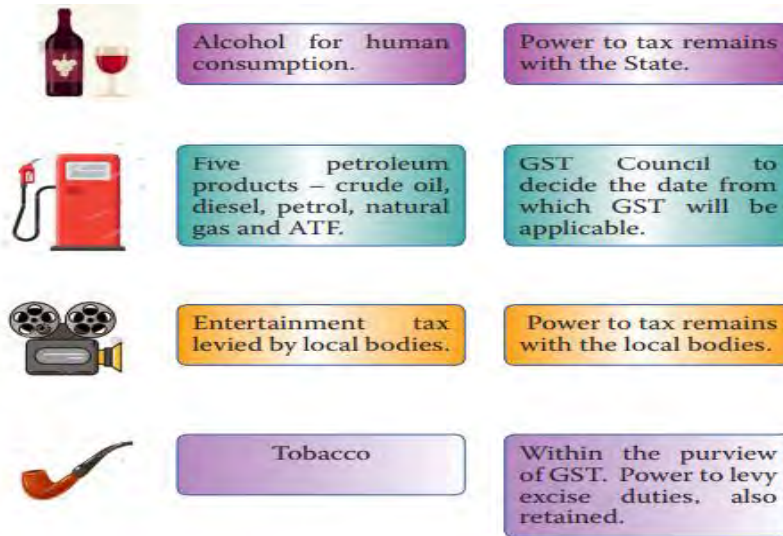 Alcohol for human
consumption.
Power to tax remains
with the State.
Five petroleum
products – crude oil,
diesel, petrol, natural
gas and ATF.
GST Council to
decide the date from
which GST will be
applicable.
Entertainment tax
levied by local bodies.
Power to tax remains
with the local bodies.
Tobacco
Within the purview
of GST. Power to levy
excise duties, also
retained.